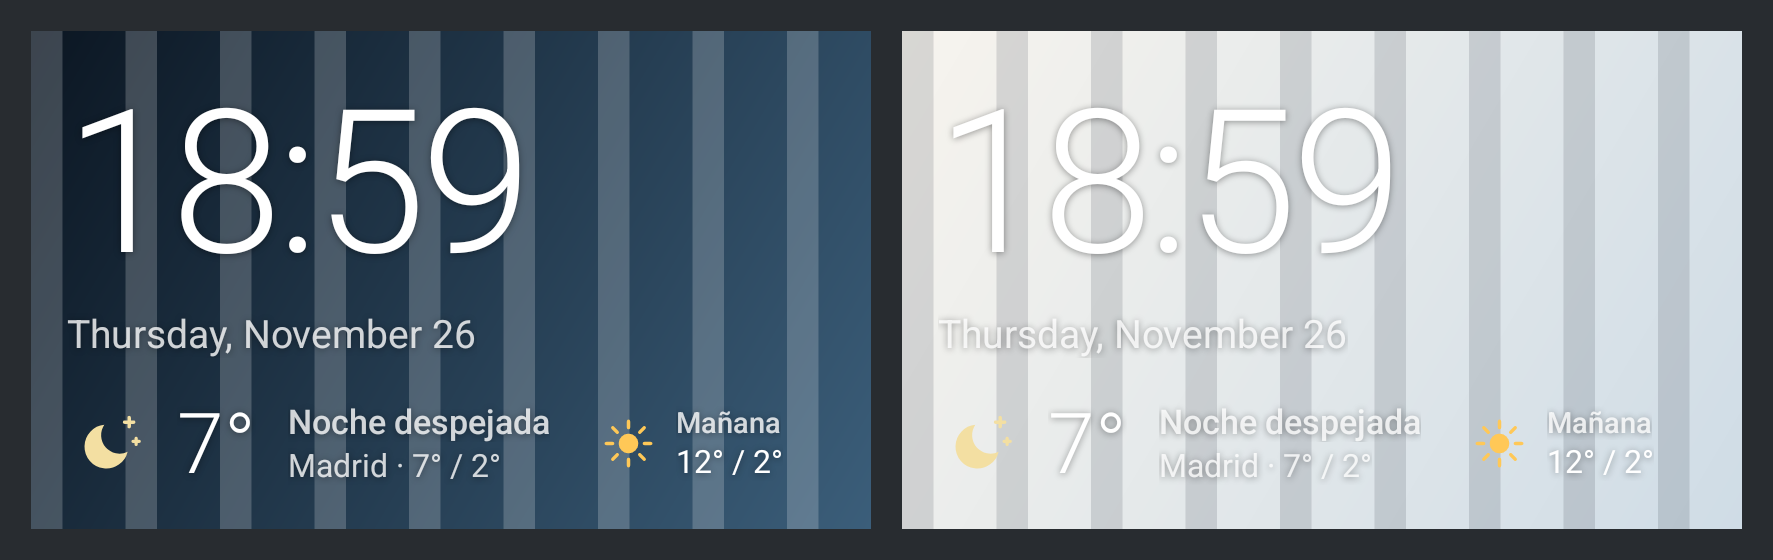 18:59
Thursday, November 26
7°
Noche despejada
Madrid · 7° / 2°
Mañana
12° / 2°
18:59
Thursday, November 26
7°
Noche despejada
Madrid · 7° / 2°
Mañana
12° / 2°